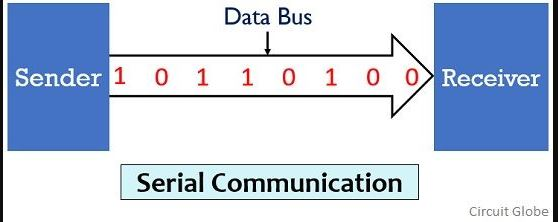 Data Bus
Sender 1 0 1 1 0 1 0 0 Receiver
Serial Communication
Circuit Globe